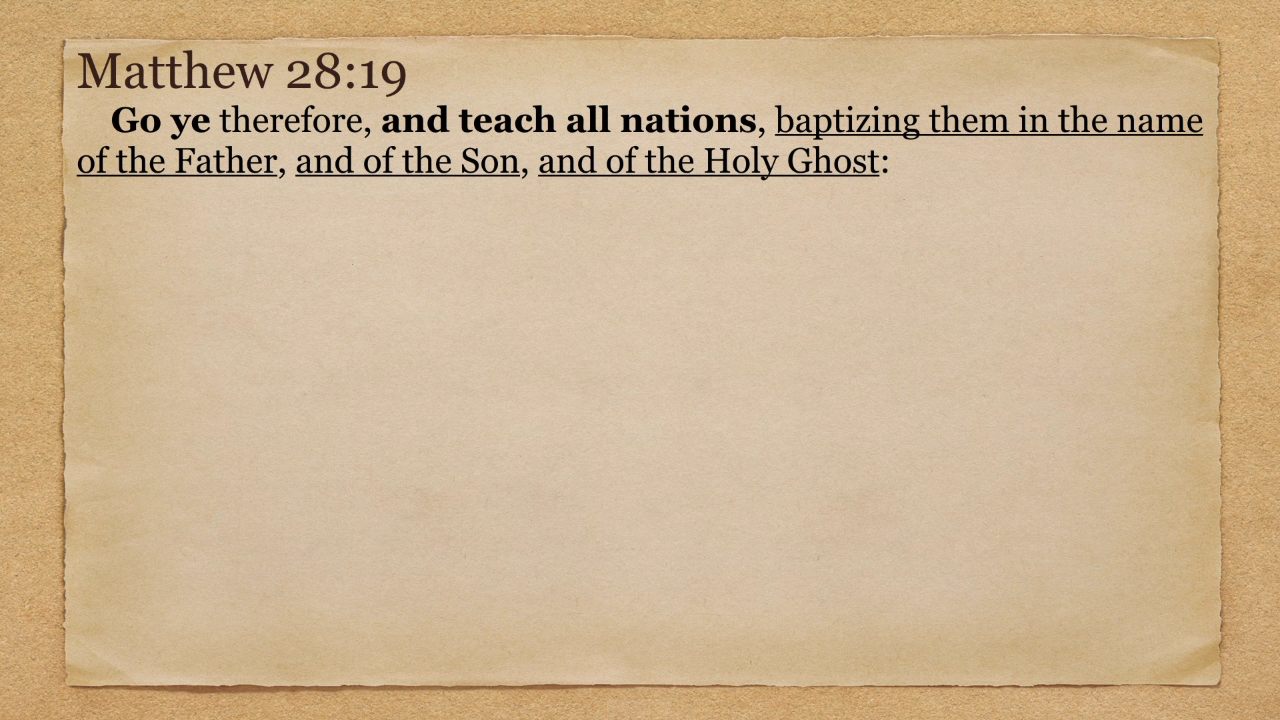 Matthew 28:19
Go ye therefore, and teach all nations, baptizing them in the name
of the Father, and of the Son, and of the Holy Ghost: